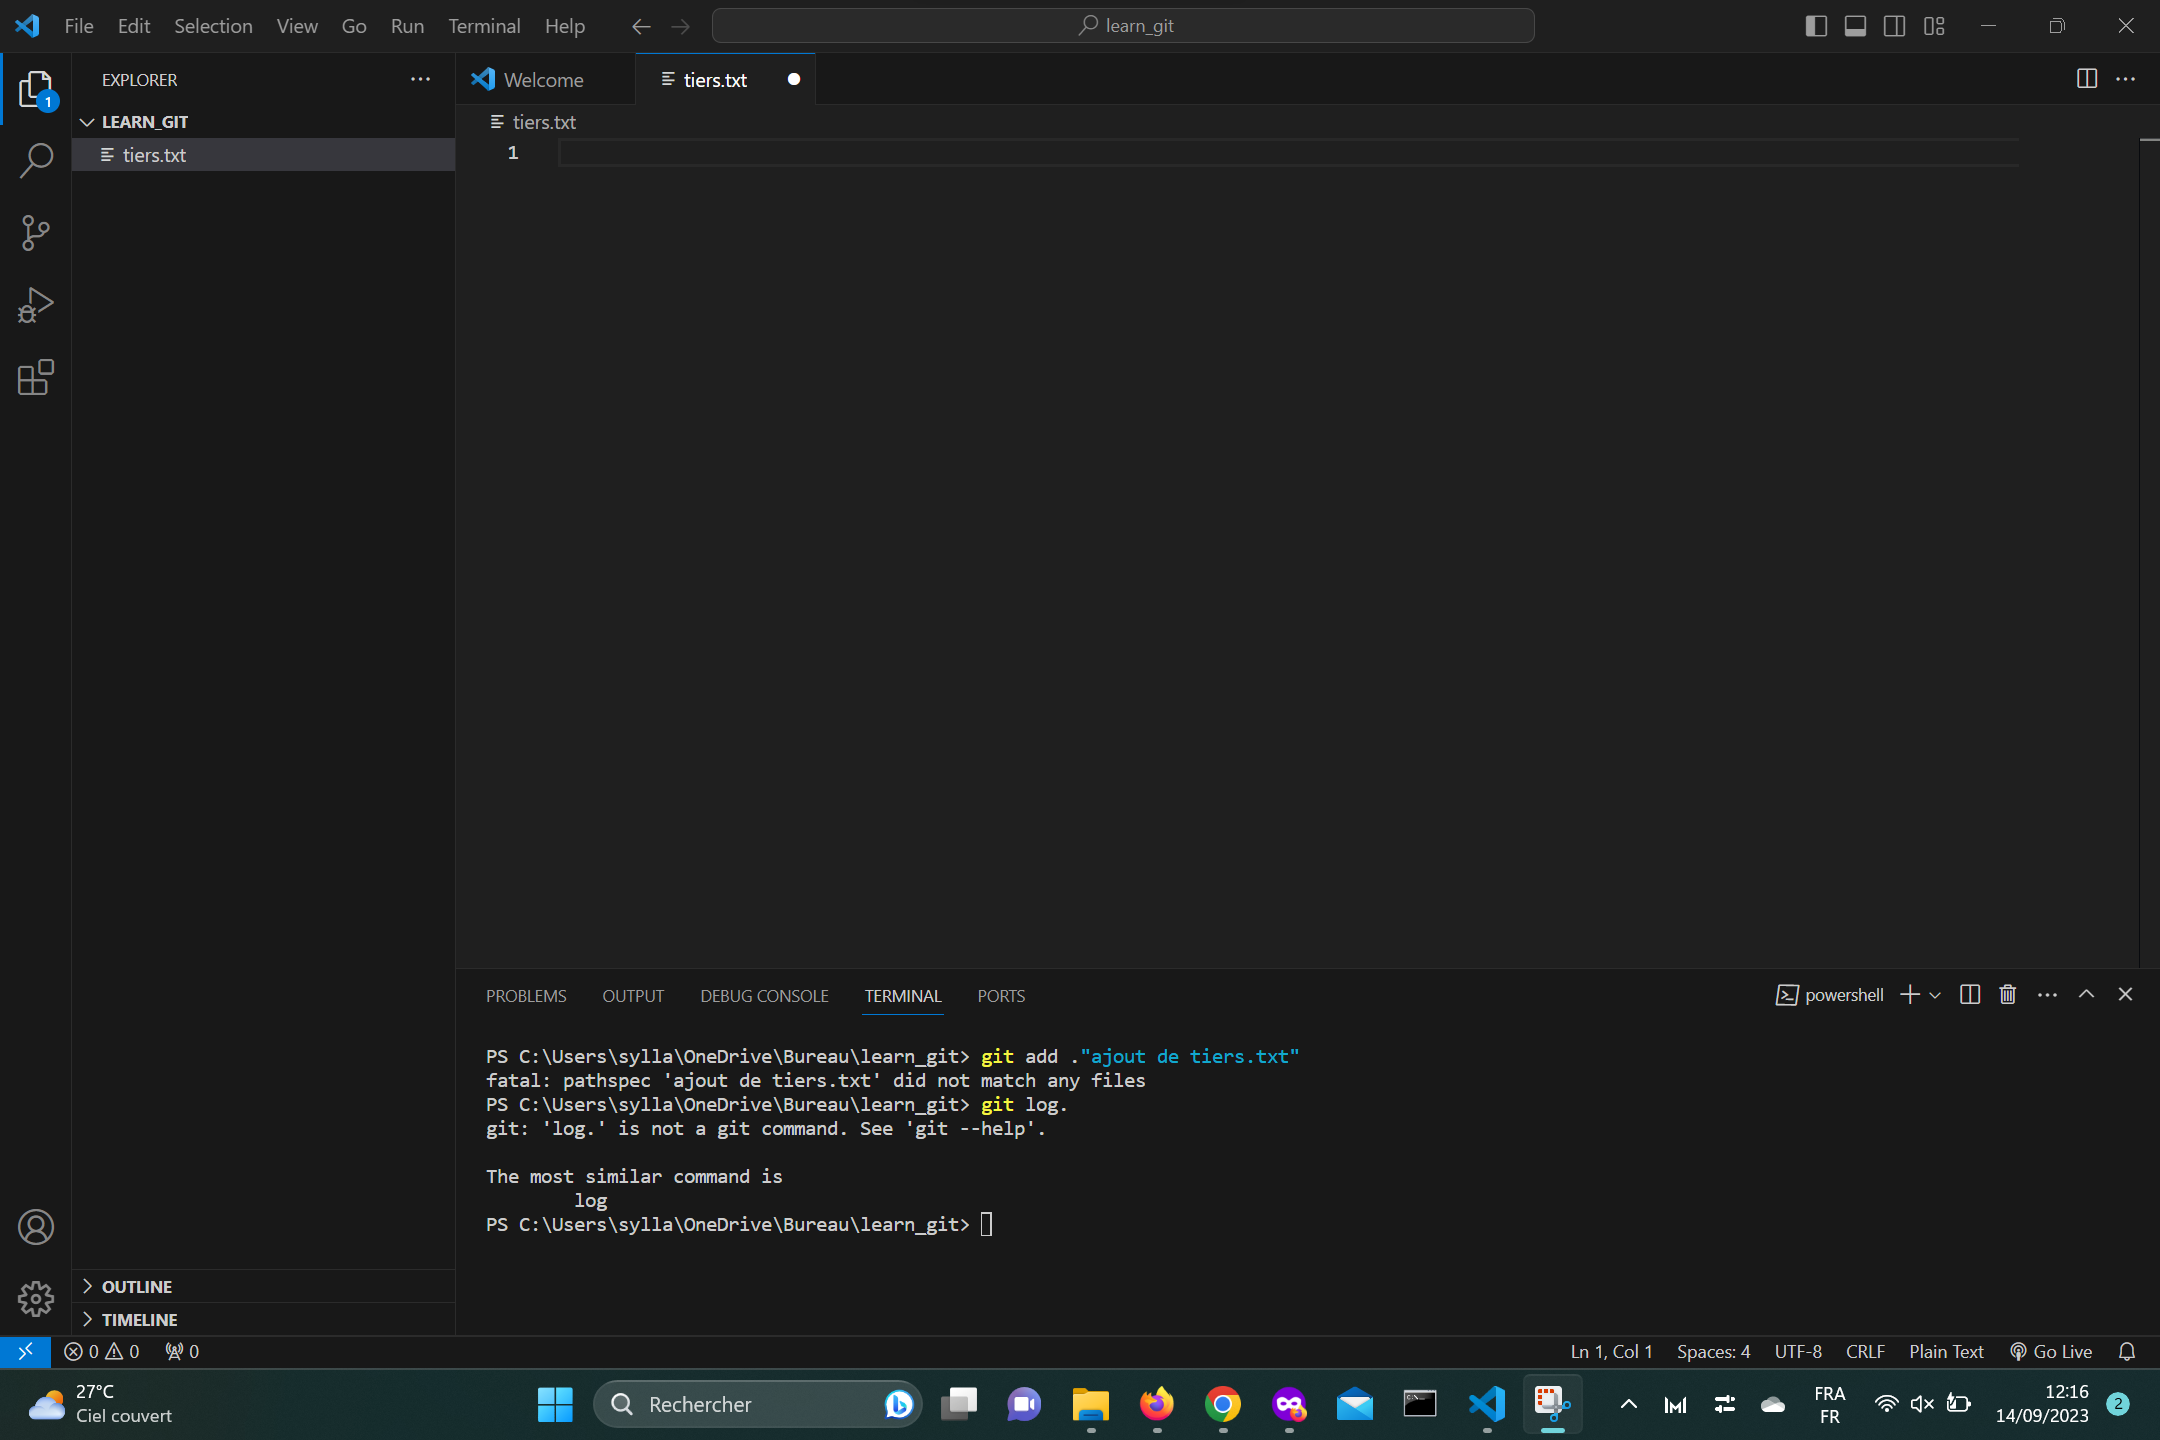 File Edit Selection View Go Run Terminal Help
learn_git
EXPLORER
1
LEARN_GIT
tiers.txt
OUTLINE
TIMELINE
Welcome
tiers.txt
tiers.txt
1
PROBLEMS OUTPUT DEBUG CONSOLE TERMINAL PORTS
powershell
PS C:\Users\sylla\OneDrive\Bureau\learn_git> git add ."ajout de tiers.txt"
fatal: pathspec 'ajout de tiers.txt' did not match any files
PS C:\Users\sylla\OneDrive\Bureau\learn_git> git log.
git: 'log.' is not a git command. See 'git --help'.
The most similar command is
log
PS C:\Users\sylla\OneDrive\Bureau\learn_git>
0 0 0
Ln 1, Col 1 Spaces: 4 UTF-8 CRLF Plain Text Go Live
27°C
Ciel couvert
Rechercher
FRA
FR
12:16
14/09/2023
2